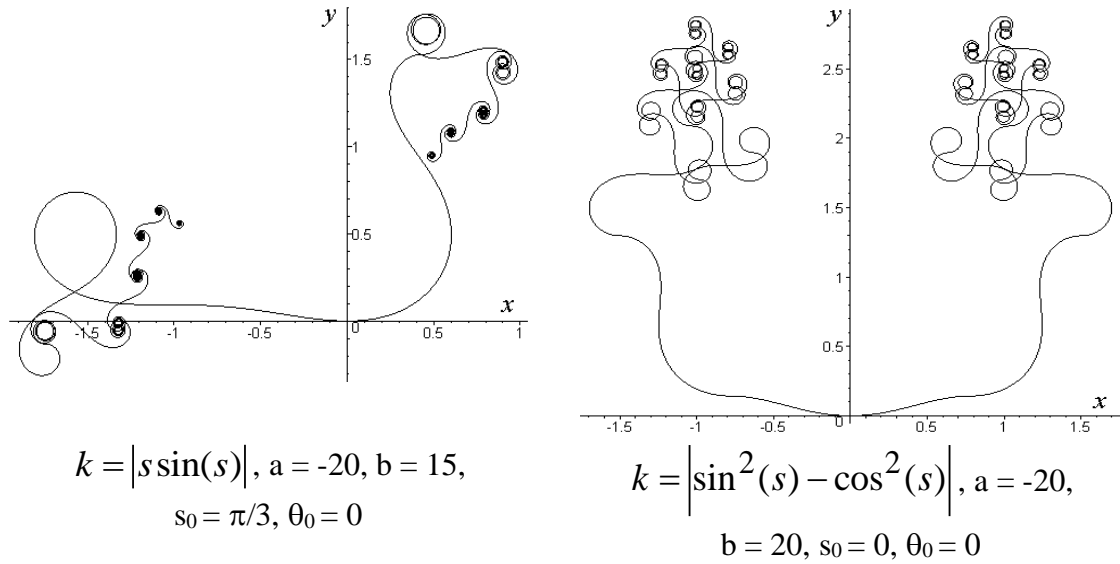 y
1.5
1
0.5
x
-1.5 -1 -0.5 0 0.5 1
k = |s sin(s)|, a = -20, b = 15,
s₀ = π/3, θ₀ = 0
y
2.5
2
1.5
1
0.5
x
-1.5 -1 -0.5 0 0.5 1 1.5
k = |sin²(s) − cos²(s)|, a = -20,
b = 20, s₀ = 0, θ₀ = 0